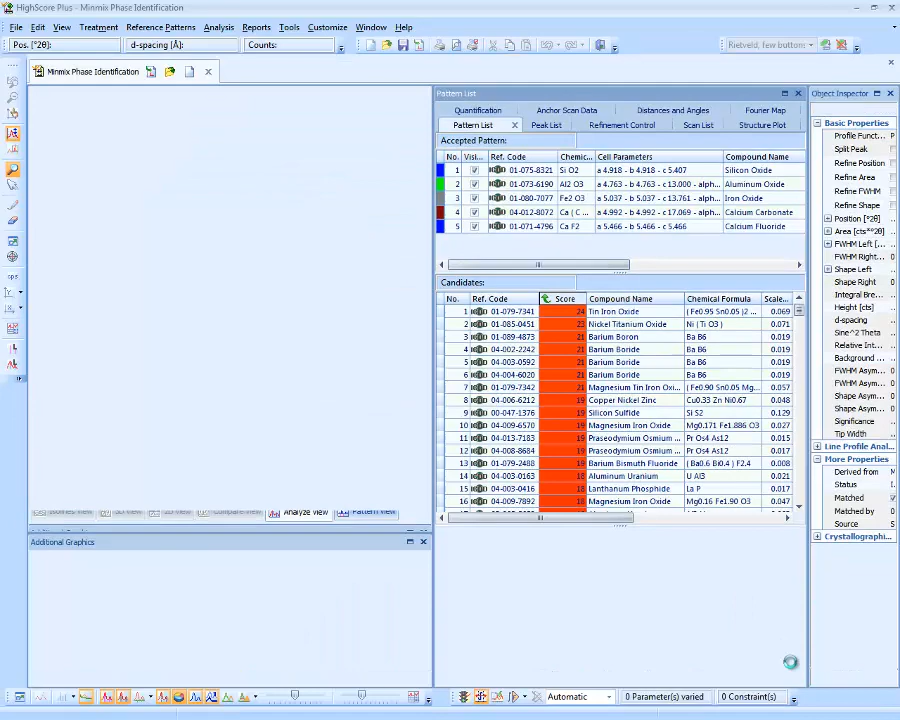 HighScore Plus - Minmix Phase Identification
File Edit View Treatment Reference Patterns Analysis Reports Tools Customize Window Help
Pos. [°2θ]: d-spacing [Å]: Counts: Rietveld, few bottom
Minmix Phase Identification
Pattern List
Object Inspector
Quantification Anchor Scan Data Distances and Angles Fourier Map
Pattern List Peak List Refinement Control Scan List Structure Plot
Accepted Pattern:
No. Visi... Ref. Code Chemic... Cell Parameters Compound Name
1 01-075-8321 Si O2 a 4.918 - b 4.918 - c 5.407 Silicon Oxide
2 01-073-6190 Al2 O3 a 4.763 - b 4.763 - c 13.000 - alph... Aluminum Oxide
3 01-080-7077 Fe2 O3 a 5.037 - b 5.037 - c 13.761 - alph... Iron Oxide
4 04-012-8072 Ca ( C ... a 4.992 - b 4.992 - c 17.069 - alph... Calcium Carbonate
5 01-071-4796 Ca F2 a 5.466 - b 5.466 - c 5.466 Calcium Fluoride
Candidates:
No. Ref. Code Score Compound Name Chemical Formula Scale...
1 01-079-7341 24 Tin Iron Oxide ( Fe0.95 Sn0.05 )2 ... 0.069
2 01-085-0451 23 Nickel Titanium Oxide Ni ( Ti O3 ) 0.071
3 01-089-4873 21 Barium Boron Ba B6 0.019
4 04-002-2242 21 Barium Boride Ba B6 0.019
5 04-003-0592 21 Barium Boride Ba B6 0.019
6 04-004-6020 21 Barium Boride Ba B6 0.019
7 01-079-7342 21 Magnesium Tin Iron Oxi... ( Fe0.90 Sn0.05 Mg... 0.057
8 04-006-6212 19 Copper Nickel Zinc Cu0.33 Zn Ni0.67 0.048
9 00-047-1376 19 Silicon Sulfide Si S2 0.129
10 04-009-6570 19 Magnesium Iron Oxide Mg0.171 Fe1.886 O3 0.027
11 04-013-7183 19 Praseodymium Osmium ... Pr Os4 As12 0.015
12 04-008-8684 19 Praseodymium Osmium ... Pr Os4 As12 0.017
13 01-079-2488 19 Barium Bismuth Fluoride ( Ba0.6 Bi0.4 ) F2.4 0.008
14 04-003-0163 18 Aluminum Uranium U Al3 0.021
15 04-003-0416 18 Lanthanum Phosphide La P 0.017
16 04-009-7892 18 Magnesium Iron Oxide Mg0.16 Fe1.90 O3 0.047
Basic Properties
Profile Funct... P
Split Peak
Refine Position
Refine Area
Refine FWHM
Refine Shape
Position [°2θ]
Area [cts*°2θ]
FWHM Left [...
FWHM Right...
Shape Left
Shape Right
Integral Bre...
Height [cts]
d-spacing
Sine^2 Theta
Relative Int...
Background ...
FWHM Asym...
FWHM Asym...
Shape Asy...
Shape Asy...
Significance
Tip Width
Line Profile Anal...
More Properties
Derived from M
Status I.
Matched
Matched by 0
Source
Crystallographi...
Analyze view Pattern view
Additional Graphics
Automatic 0 Parameter(s) varied 0 Constraint(s)
cps